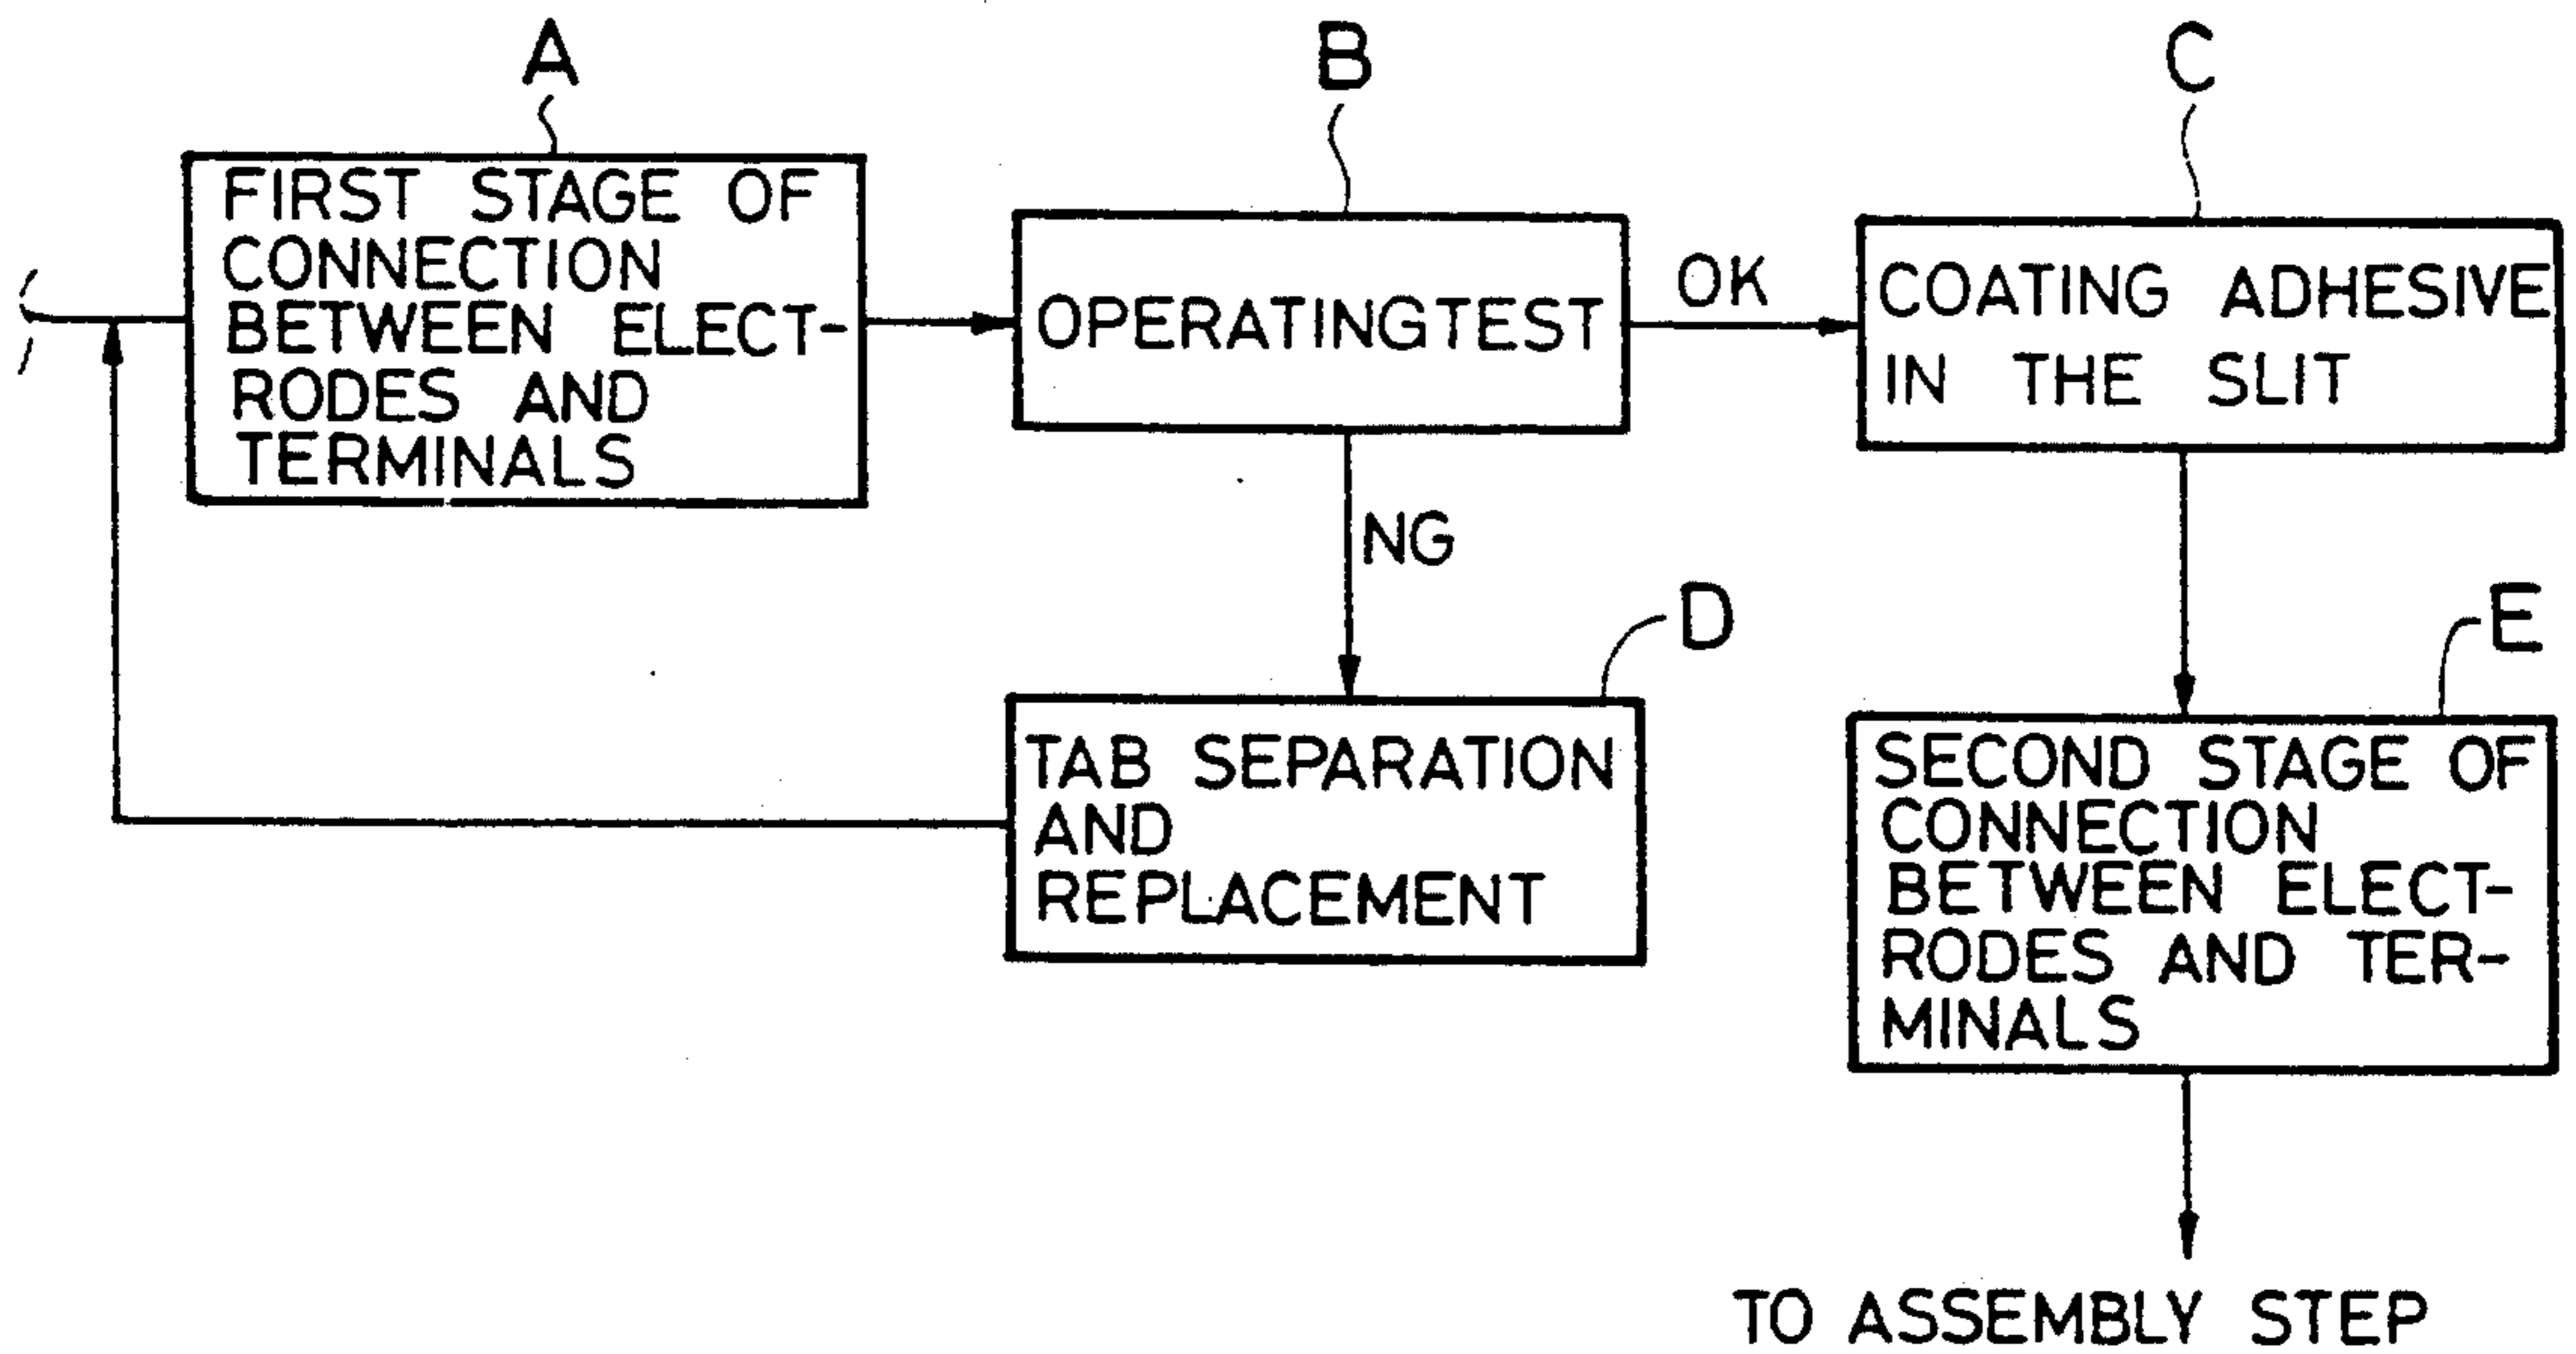 A
B
C
FIRST STAGE OF
CONNECTION
BETWEEN ELECT-
RODES AND
TERMINALS
OPERATINGTEST
OK
COATING ADHESIVE
IN THE SLIT
NG
D
E
TAB SEPARATION
AND
REPLACEMENT
SECOND STAGE OF
CONNECTION
BETWEEN ELECT-
RODES AND TER-
MINALS
TO ASSEMBLY STEP